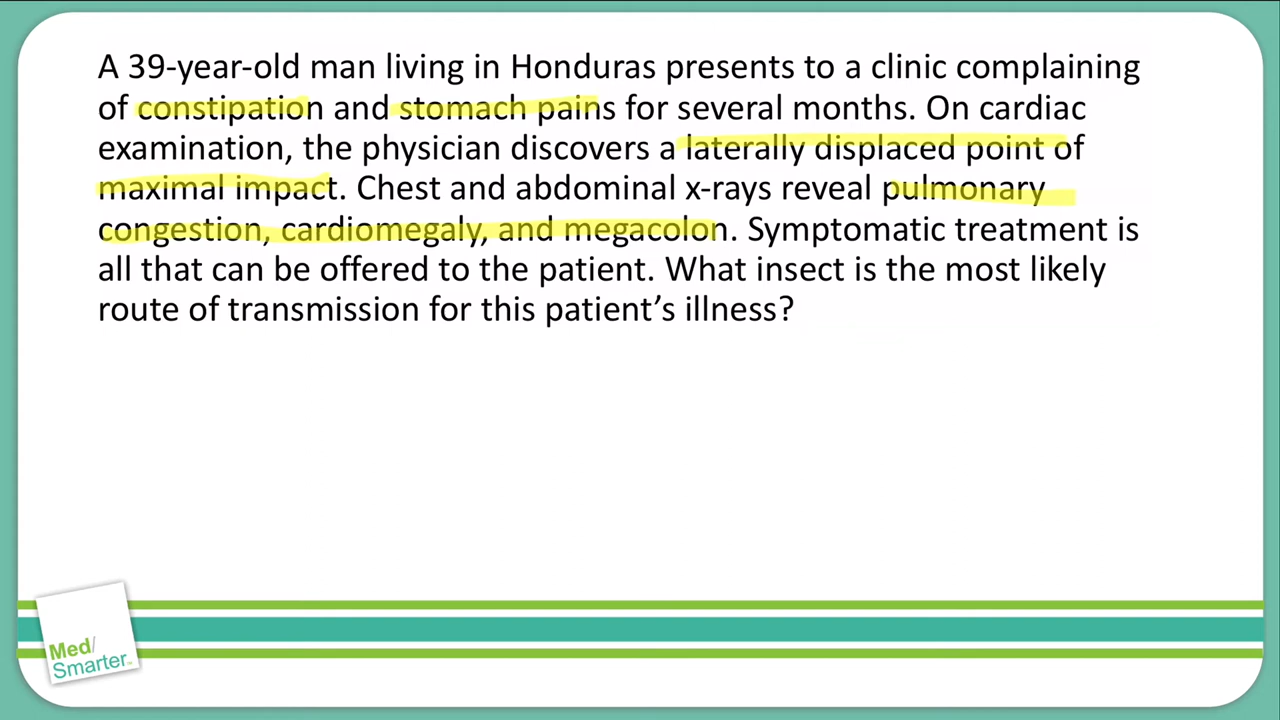 A 39-year-old man living in Honduras presents to a clinic complaining
of constipation and stomach pains for several months. On cardiac
examination, the physician discovers a laterally displaced point of
maximal impact. Chest and abdominal x-rays reveal pulmonary
congestion, cardiomegaly, and megacolon. Symptomatic treatment is
all that can be offered to the patient. What insect is the most likely
route of transmission for this patient’s illness?
Med/
Smarter